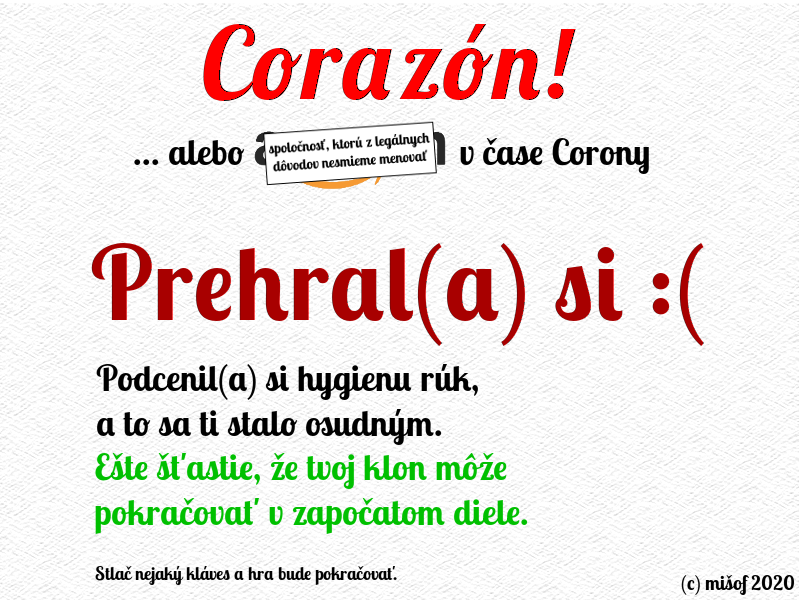 Corazón!
... alebo a n v čase Corony
spoločnosť, ktorú z legálnych
dôvodov nesmieme menovať
Prehral(a) si :(
Podcenil(a) si hygienu rúk,
a to sa ti stalo osudným.
Ešte šťastie, že tvoj klon môže
pokračovať v započatom diele.
Stlač nejaký kláves a hra bude pokračovať.
(c) mišof 2020